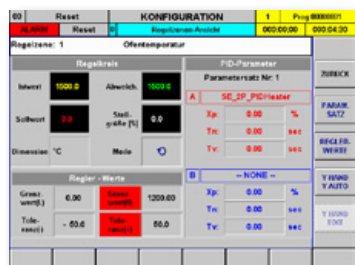 00 Reset KONFIGURATION 1 Prog 00000001
ALARM Reset Regelzonen-Ansicht 000:00:00 000:04:30
Regelzone: 1 Ofentemperatur
Regelkreis PID-Parameter
Parametersatz Nr: 1 ZURÜCK
Istwert 1500.0 Abweich. 1500.0
A SE_2P_PIDHeater PARAM. SATZ
Sollwert 0.0 Stell- größe [%] 0.0 Xp: 0.00 %
Tn: 0.00 sec REGLER- WERTE
Dimension °C Mode Tv: 0.00 sec
Regler - Werte B -- NONE -- Y HAND Y AUTO
Grenz- wert(L) 0.00 Grenz- 1200.00 Xp: 0.00 %
Tn: 0.00 sec Y HAND
Tole- ranz(-) - 50.0 Tole- 50.0 Tv: 0.00 sec